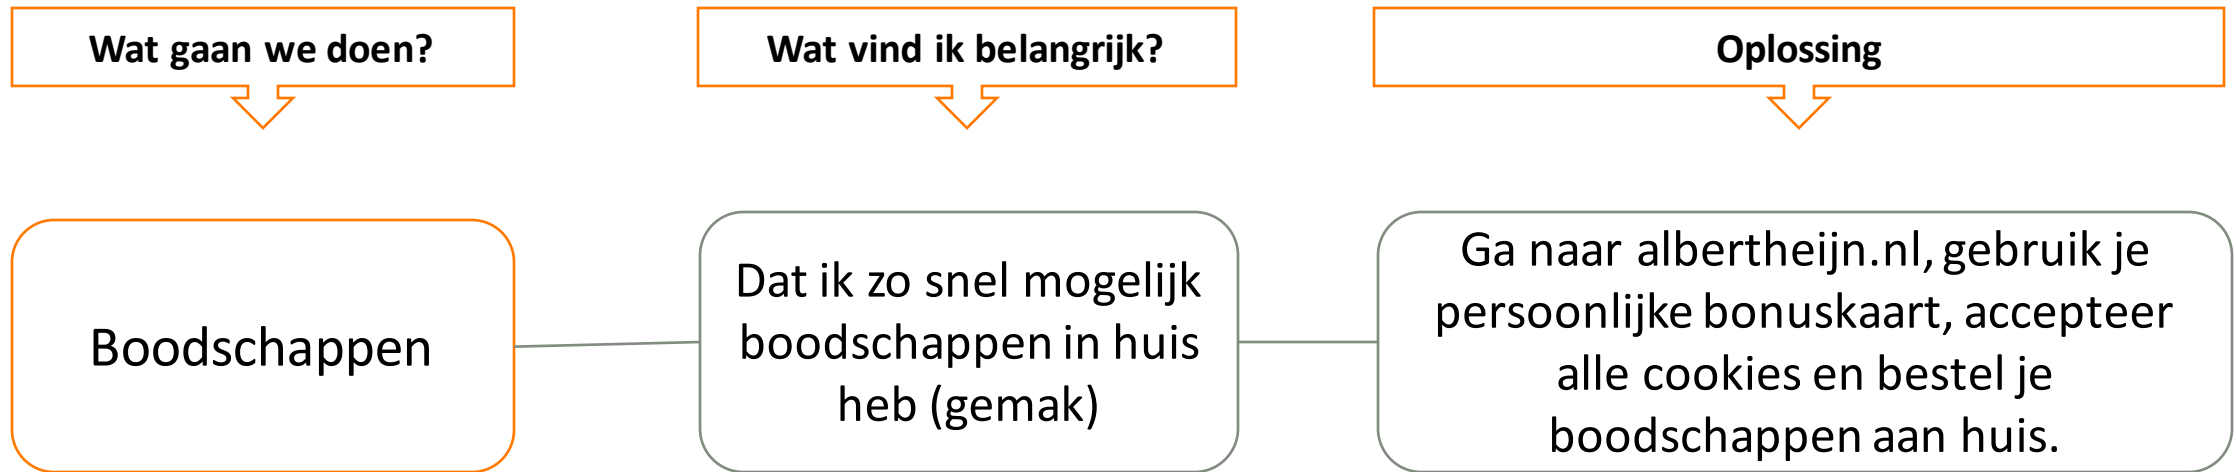 Wat gaan we doen?
Wat vind ik belangrijk?
Oplossing
Boodschappen
Dat ik zo snel mogelijk
boodschappen in huis
heb (gemak)
Ga naar albertheijn.nl, gebruik je
persoonlijke bonuskaart, accepteer
alle cookies en bestel je
boodschappen aan huis.